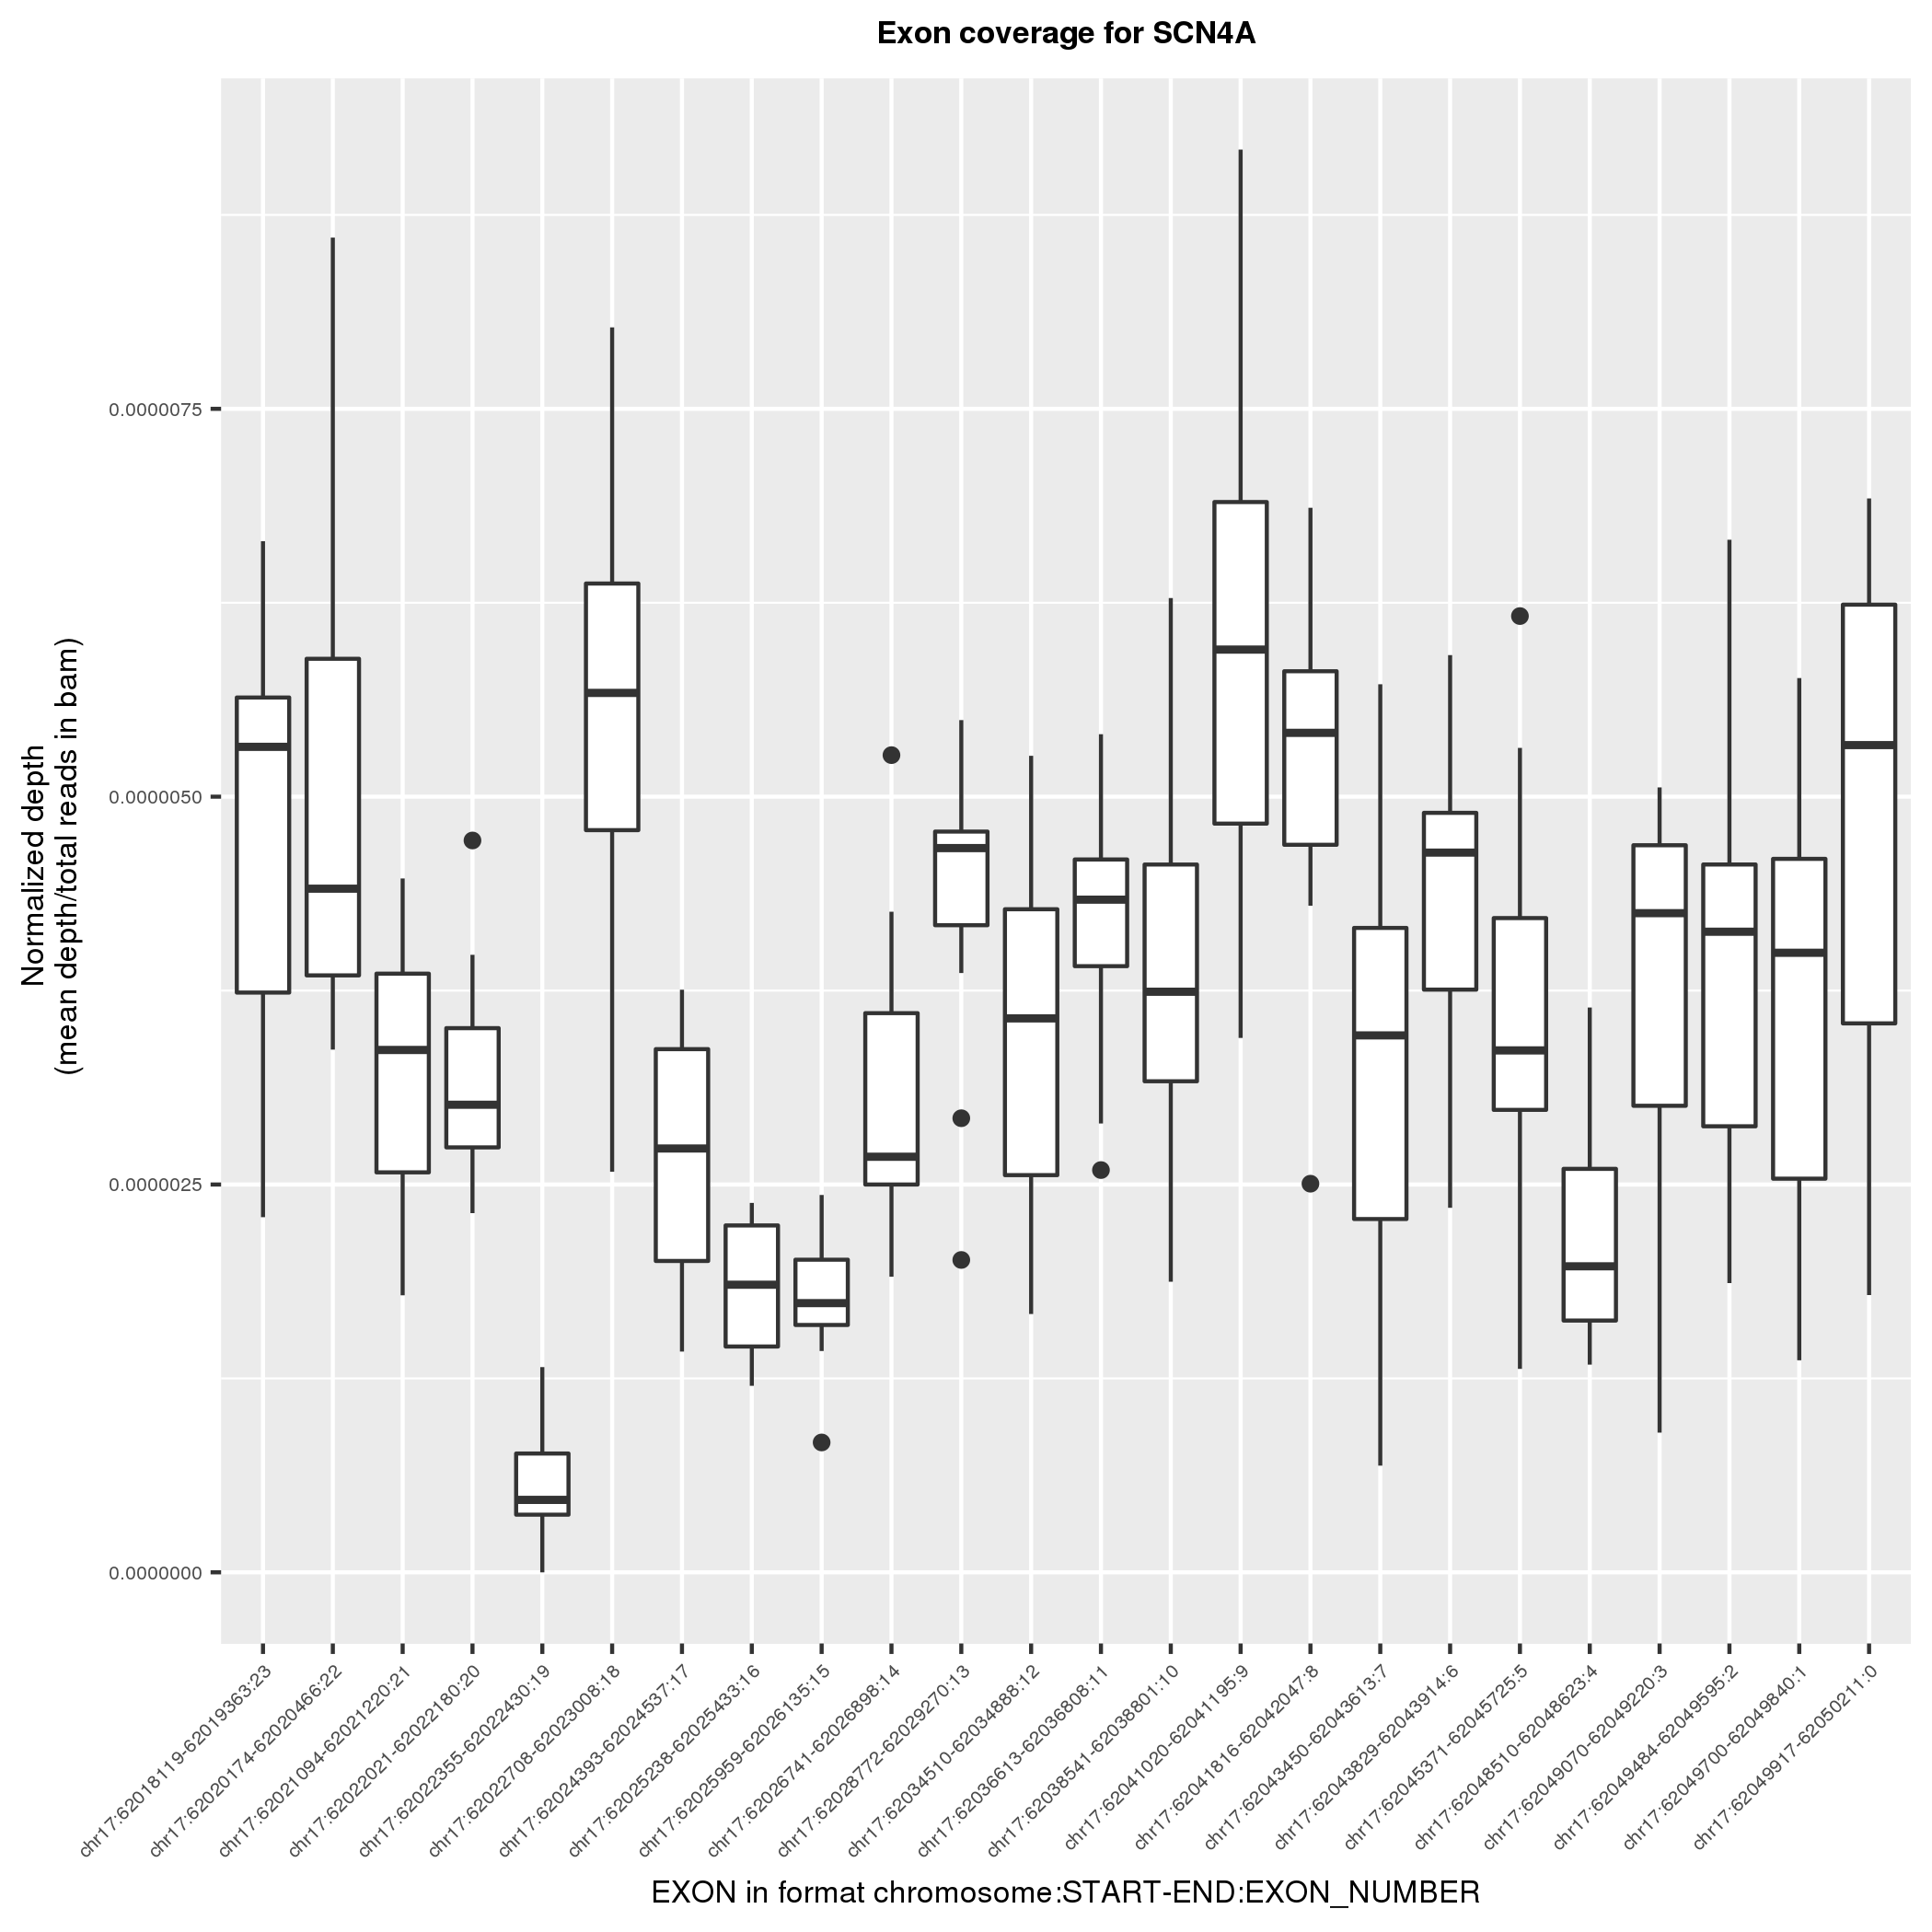 Exon coverage for SCN4A
Normalized depth
(mean depth/total reads in bam)
0.0000075
0.0000050
0.0000025
0.0000000
chr17:62018119-62019363:23
chr17:62020174-62020466:22
chr17:62021094-62021220:21
chr17:62022021-62022180:20
chr17:62022355-62022430:19
chr17:62022708-62023008:18
chr17:62024393-62024537:17
chr17:62025238-62025433:16
chr17:62025959-62026135:15
chr17:62026741-62026898:14
chr17:62028772-62029270:13
chr17:62034510-62034888:12
chr17:62036613-62036808:11
chr17:62038541-62038801:10
chr17:62041020-62041195:9
chr17:62041816-62042047:8
chr17:62043450-62043613:7
chr17:62043829-62043914:6
chr17:62045371-62045725:5
chr17:62048510-62048623:4
chr17:62049070-62049220:3
chr17:62049484-62049595:2
chr17:62049700-62049840:1
chr17:62049917-62050211:0
EXON in format chromosome:START-END:EXON_NUMBER